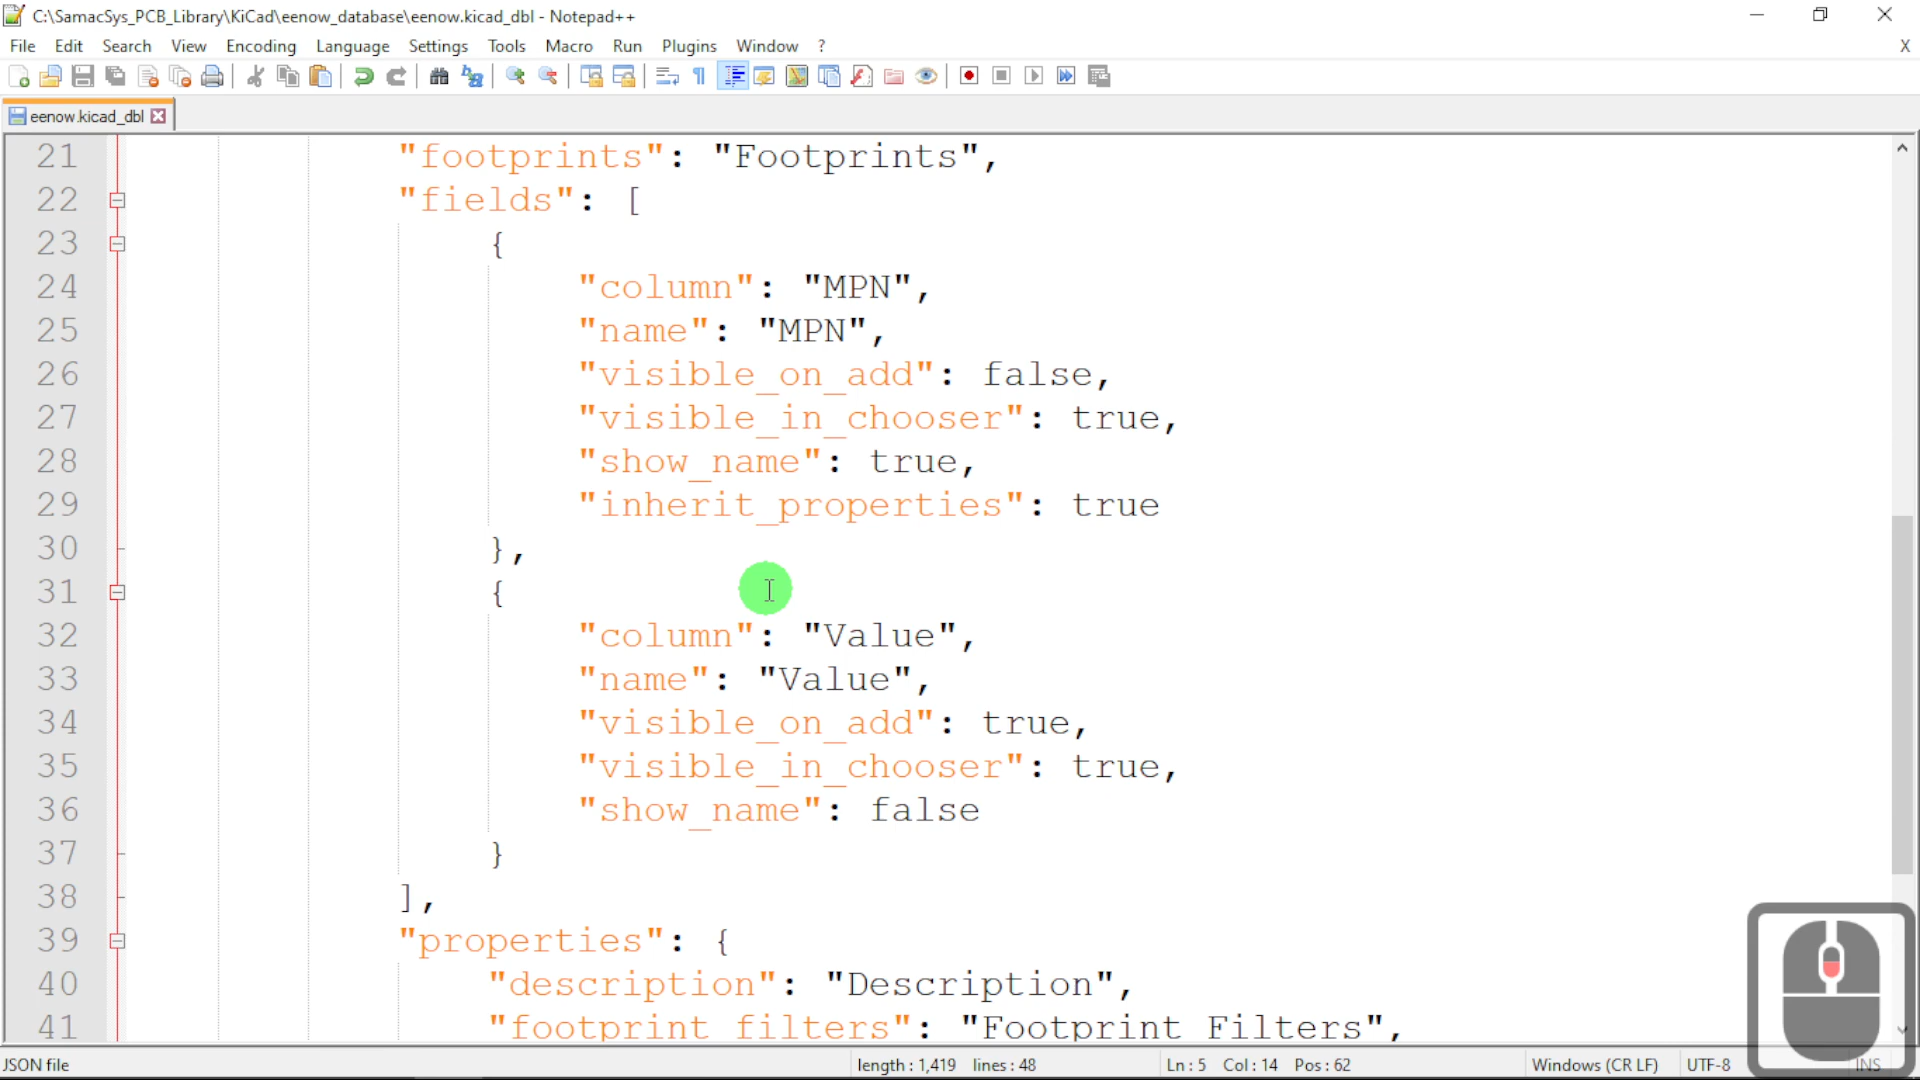 C:\SamacSys_PCB_Library\KiCad\eenow_database\eenow.kicad_dbl - Notepad++
File Edit Search View Encoding Language Settings Tools Macro Run Plugins Window ? X
eenow.kicad_dbl
21 "footprints": "Footprints",
22 "fields": [
23 {
24 "column": "MPN",
25 "name": "MPN",
26 "visible_on_add": false,
27 "visible_in_chooser": true,
28 "show_name": true,
29 "inherit_properties": true
30 },
31 {
32 "column": "Value",
33 "name": "Value",
34 "visible_on_add": true,
35 "visible_in_chooser": true,
36 "show_name": false
37 }
38 ],
39 "properties": {
40 "description": "Description",
41 "footprint_filters": "Footprint Filters",
JSON file length : 1,419 lines : 48 Ln : 5 Col : 14 Pos : 62 Windows (CR LF) UTF-8 INS